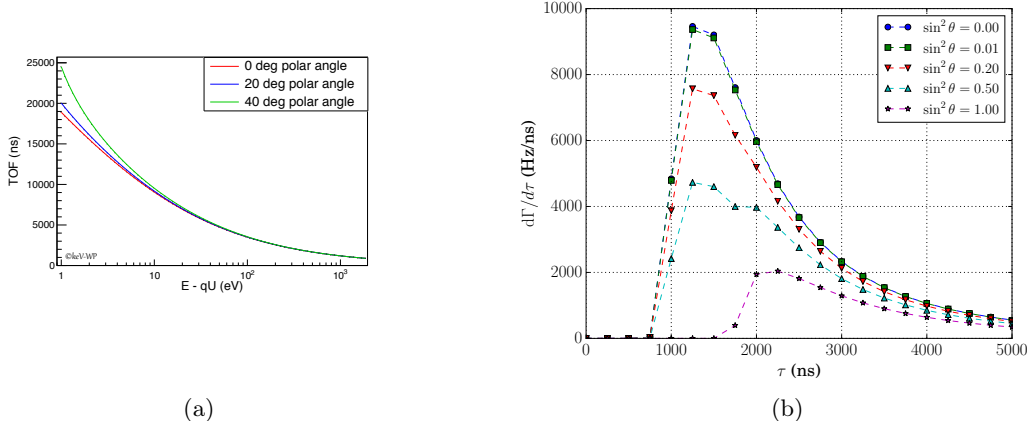 0 deg polar angle
20 deg polar angle
40 deg polar angle
TOF (ns)
25000
20000
15000
10000
5000
0
©keV-WP
1
10
10²
10³
E - qU (eV)
(a)
dΓ/dτ (Hz/ns)
10000
8000
6000
4000
2000
0
sin² θ = 0.00
sin² θ = 0.01
sin² θ = 0.20
sin² θ = 0.50
sin² θ = 1.00
0
1000
2000
3000
4000
5000
τ (ns)
(b)